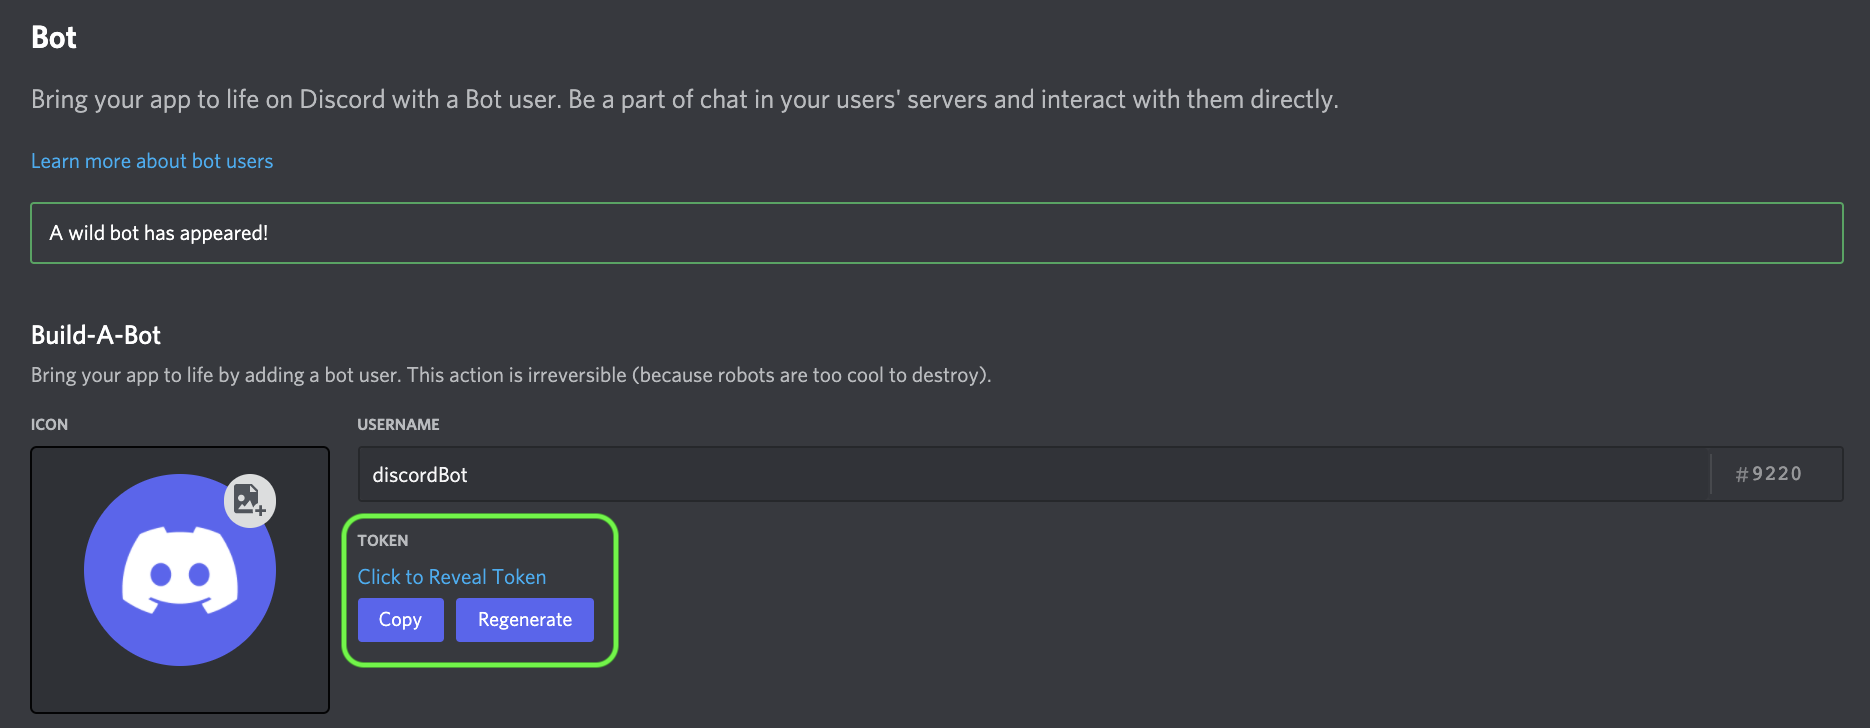 Bot
Bring your app to life on Discord with a Bot user. Be a part of chat in your users' servers and interact with them directly.
Learn more about bot users
A wild bot has appeared!
Build-A-Bot
Bring your app to life by adding a bot user. This action is irreversible (because robots are too cool to destroy).
ICON
USERNAME
discordBot
#9220
TOKEN
Click to Reveal Token
Copy
Regenerate